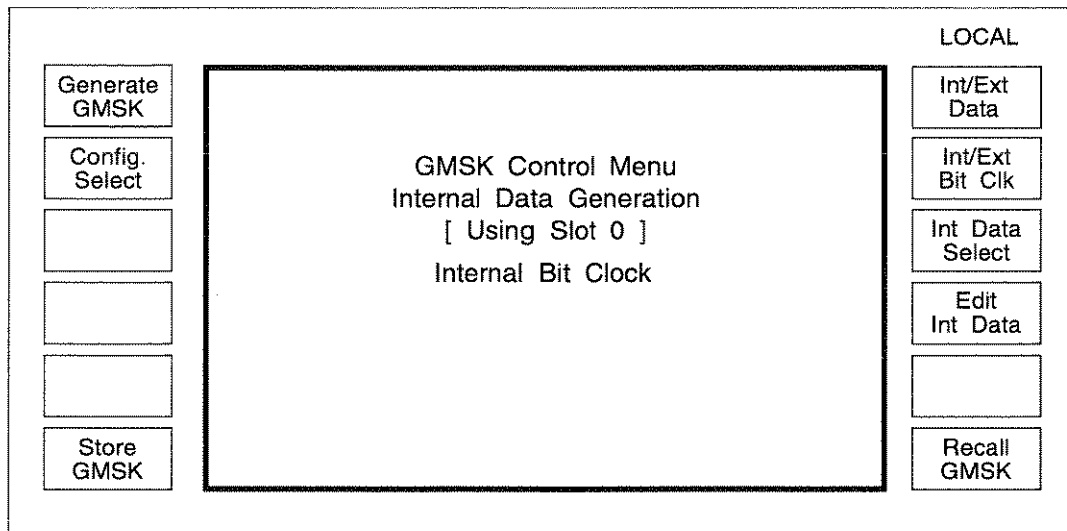 LOCAL
Generate
GMSK
Config.
Select
Store
GMSK
GMSK Control Menu
Internal Data Generation
[ Using Slot 0 ]
Internal Bit Clock
Int/Ext
Data
Int/Ext
Bit Clk
Int Data
Select
Edit
Int Data
Recall
GMSK